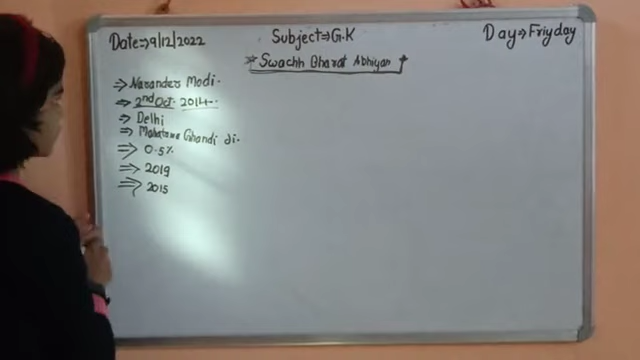 Date⇒9/12/2022
Subject⇒G.K
Day⇒Friyday
* Swachh Bharat Abhiyan *
⇒ Narander Modi.
⇒ 2nd Oct. 2014.
⇒ Delhi
⇒ Mahatama Ghandi Ji.
⇒ 0.5%
⇒ 2019
⇒ 2015